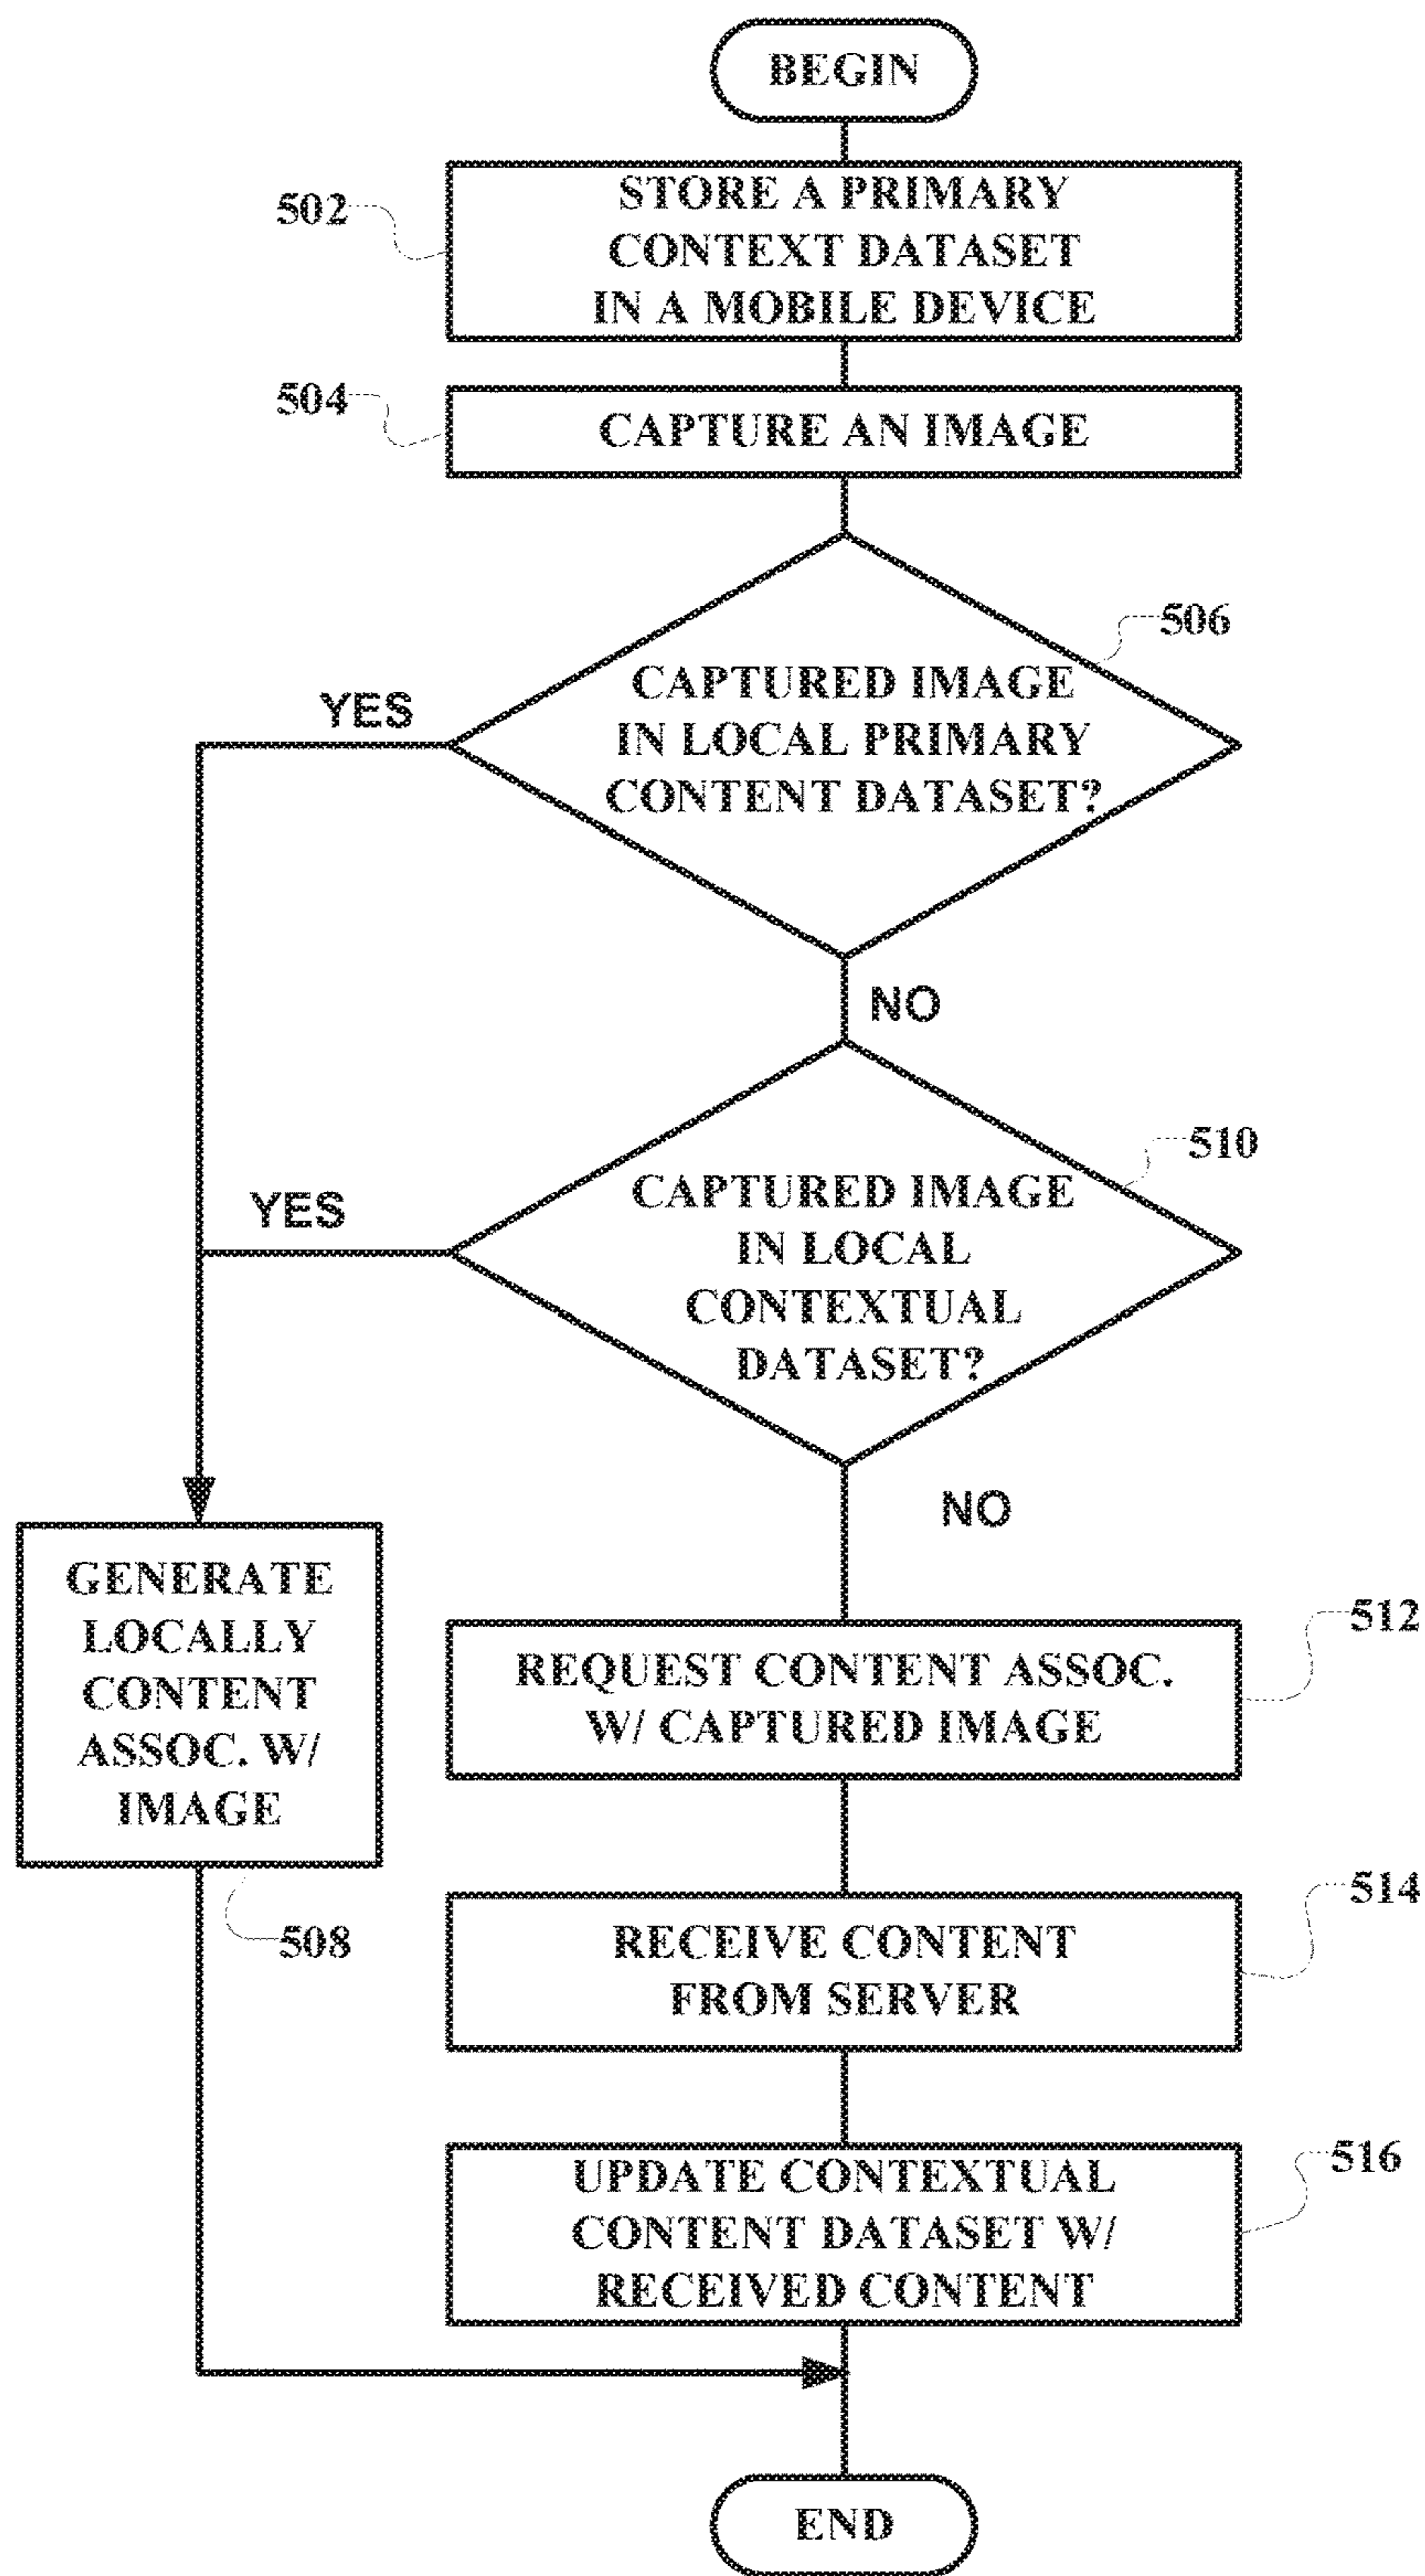 BEGIN
502
STORE A PRIMARY
CONTEXT DATASET
IN A MOBILE DEVICE
504
CAPTURE AN IMAGE
506
CAPTURED IMAGE
IN LOCAL PRIMARY
CONTENT DATASET?
YES
NO
510
CAPTURED IMAGE
IN LOCAL
CONTEXTUAL
DATASET?
YES
NO
GENERATE
LOCALLY
CONTENT
ASSOC. W/
IMAGE
508
512
REQUEST CONTENT ASSOC.
W/ CAPTURED IMAGE
514
RECEIVE CONTENT
FROM SERVER
516
UPDATE CONTEXTUAL
CONTENT DATASET W/
RECEIVED CONTENT
END